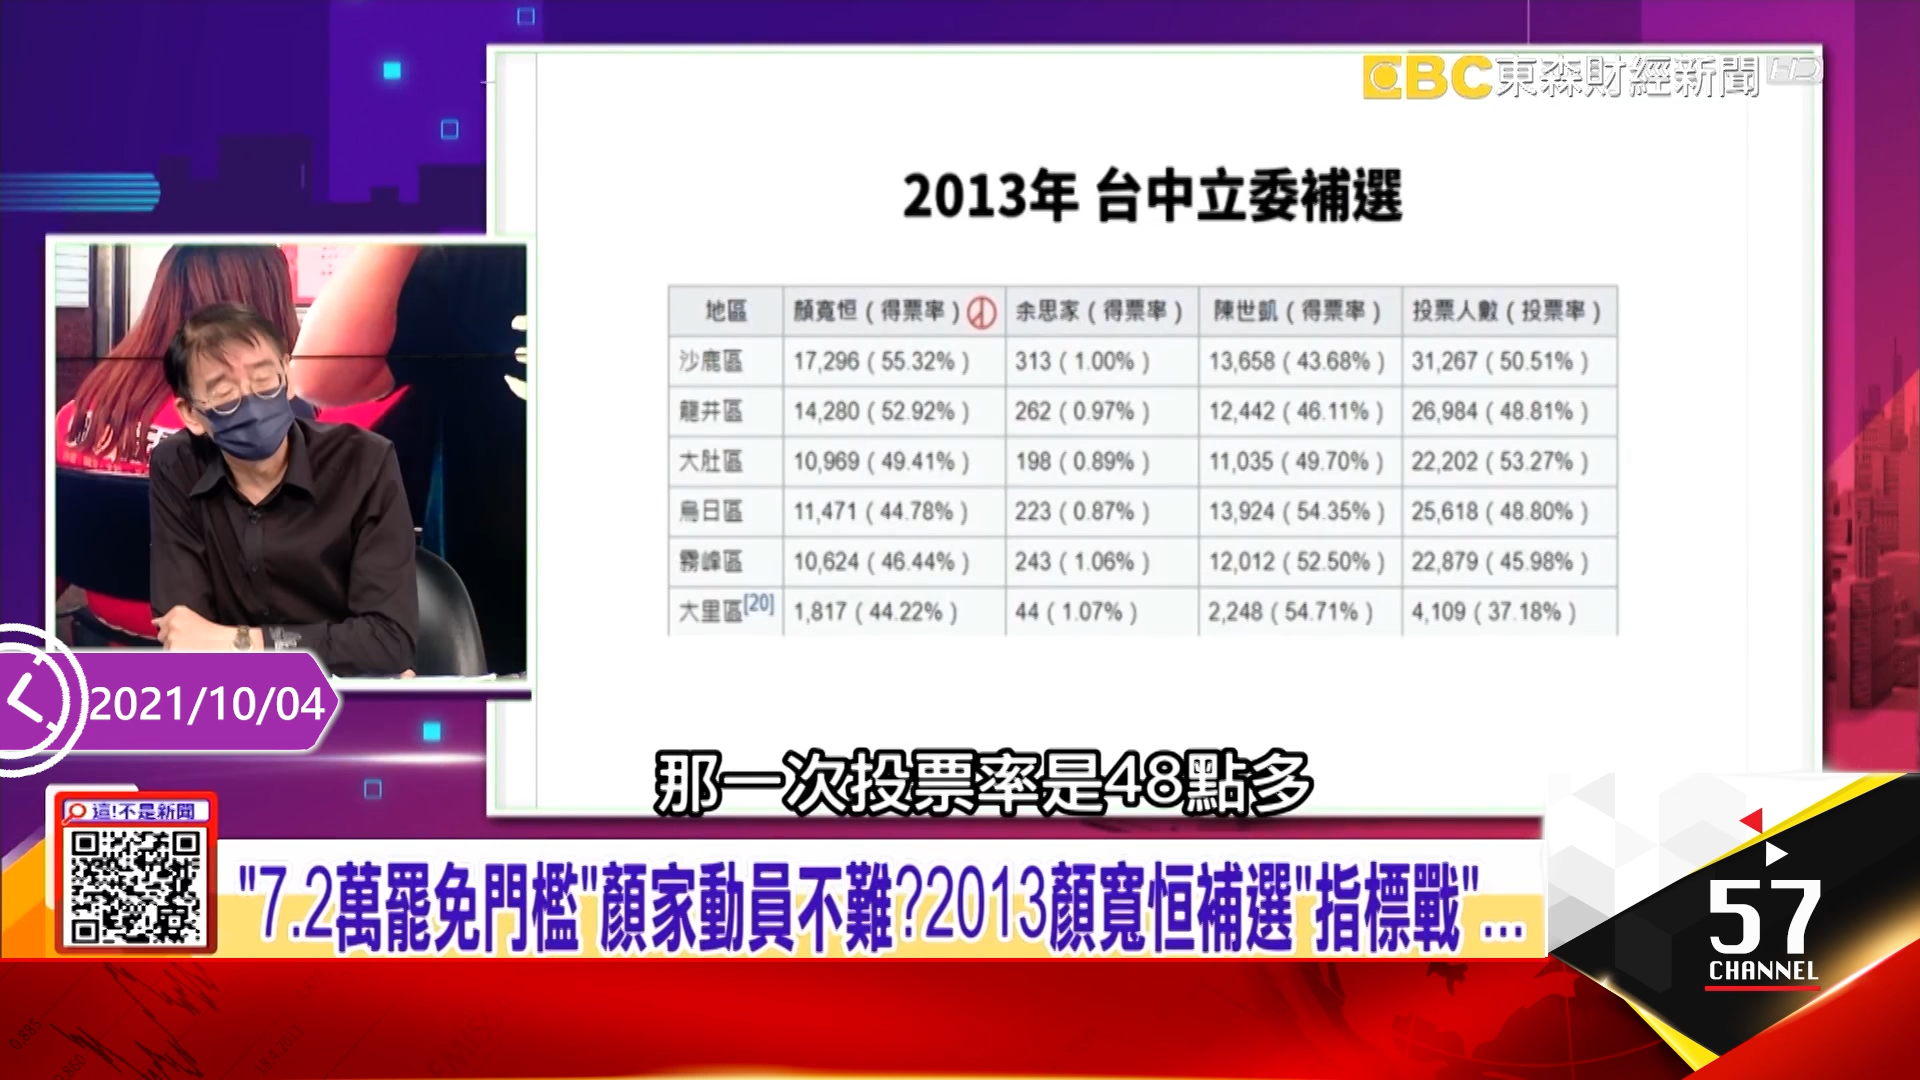 EBC東森財經新聞HD
2013年 台中立委補選
地區 顏寬恒(得票率) 余思家(得票率) 陳世凱(得票率) 投票人數(投票率)
沙鹿區 17,296(55.32%) 313(1.00%) 13,658(43.68%) 31,267(50.51%)
龍井區 14,280(52.92%) 262(0.97%) 12,442(46.11%) 26,984(48.81%)
大肚區 10,969(49.41%) 198(0.89%) 11,035(49.70%) 22,202(53.27%)
烏日區 11,471(44.78%) 223(0.87%) 13,924(54.35%) 25,618(48.80%)
霧峰區 10,624(46.44%) 243(1.06%) 12,012(52.50%) 22,879(45.98%)
大里區[20] 1,817(44.22%) 44(1.07%) 2,248(54.71%) 4,109(37.18%)
2021/10/04
那一次投票率是48點多
這!不是新聞
"7.2萬罷免門檻"顏家動員不難?2013顏寬恒補選"指標戰"...
57
CHANNEL